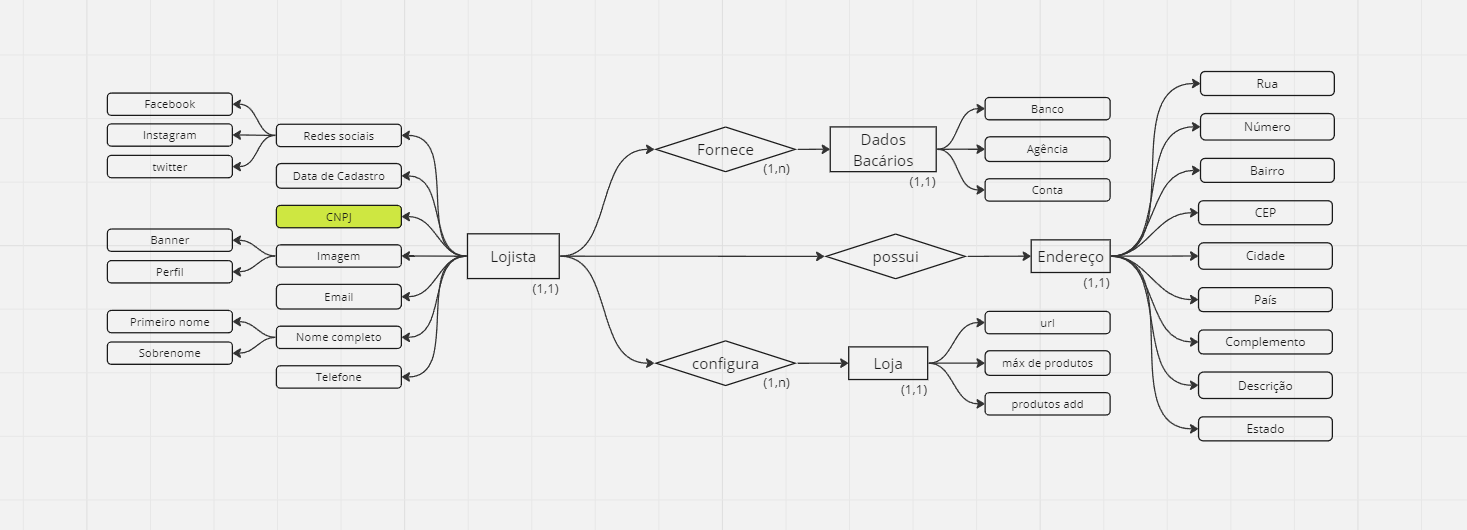 Facebook
Instagram
twitter
Redes sociais
Data de Cadastro
CNPJ
Banner
Perfil
Imagem
Email
Primeiro nome
Sobrenome
Nome completo
Telefone
Lojista
(1,1)
Fornece
(1,n)
Dados
Bacários
(1,1)
Banco
Agência
Conta
possui
Endereço
(1,1)
configura
(1,n)
Loja
(1,1)
url
máx de produtos
produtos add
Rua
Número
Bairro
CEP
Cidade
País
Complemento
Descrição
Estado